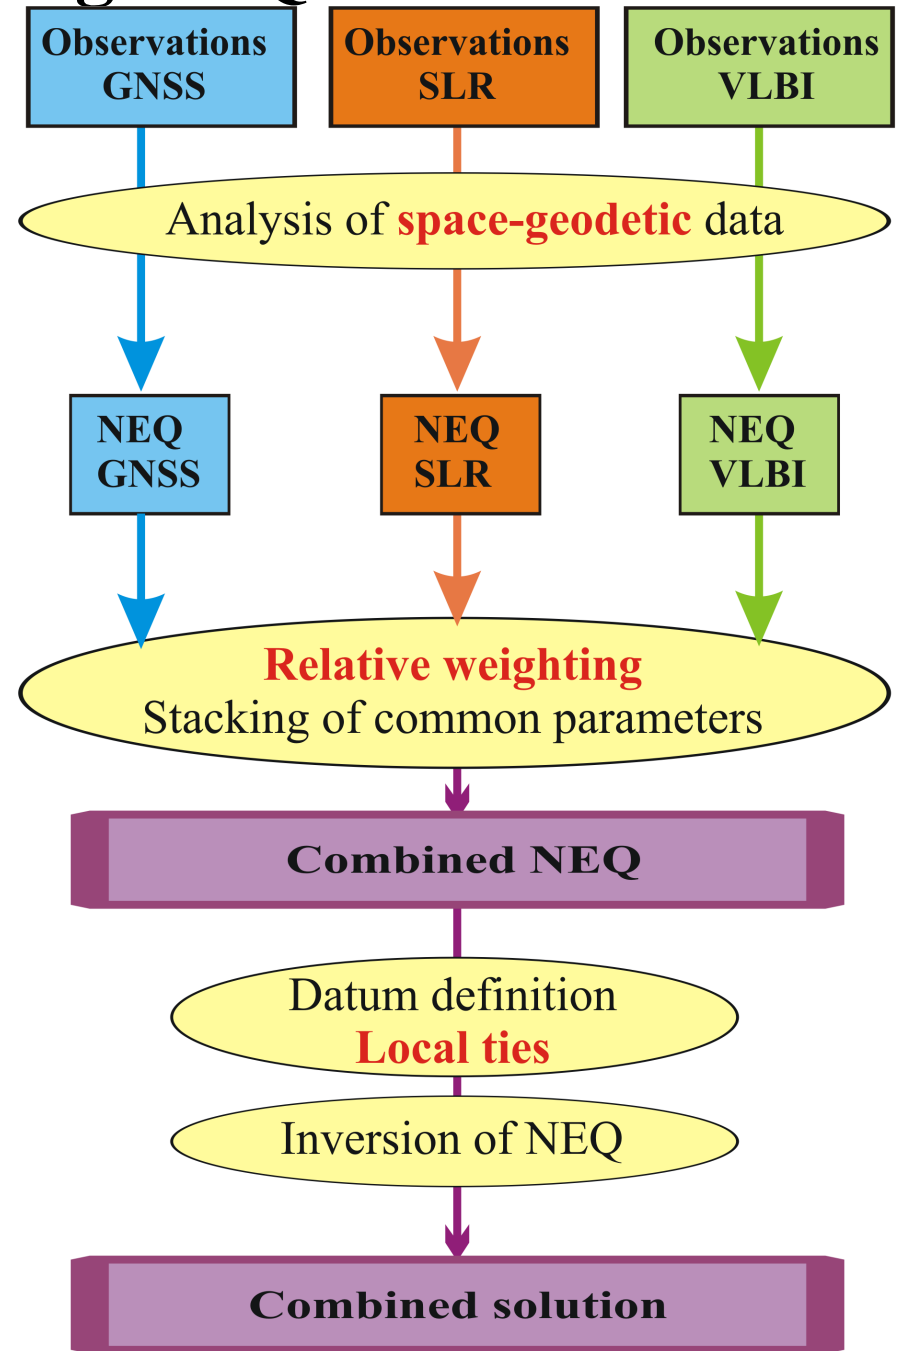 Observations
GNSS
Observations
SLR
Observations
VLBI
Analysis of space-geodetic data
NEQ
GNSS
NEQ
SLR
NEQ
VLBI
Relative weighting
Stacking of common parameters
Combined NEQ
Datum definition
Local ties
Inversion of NEQ
Combined solution